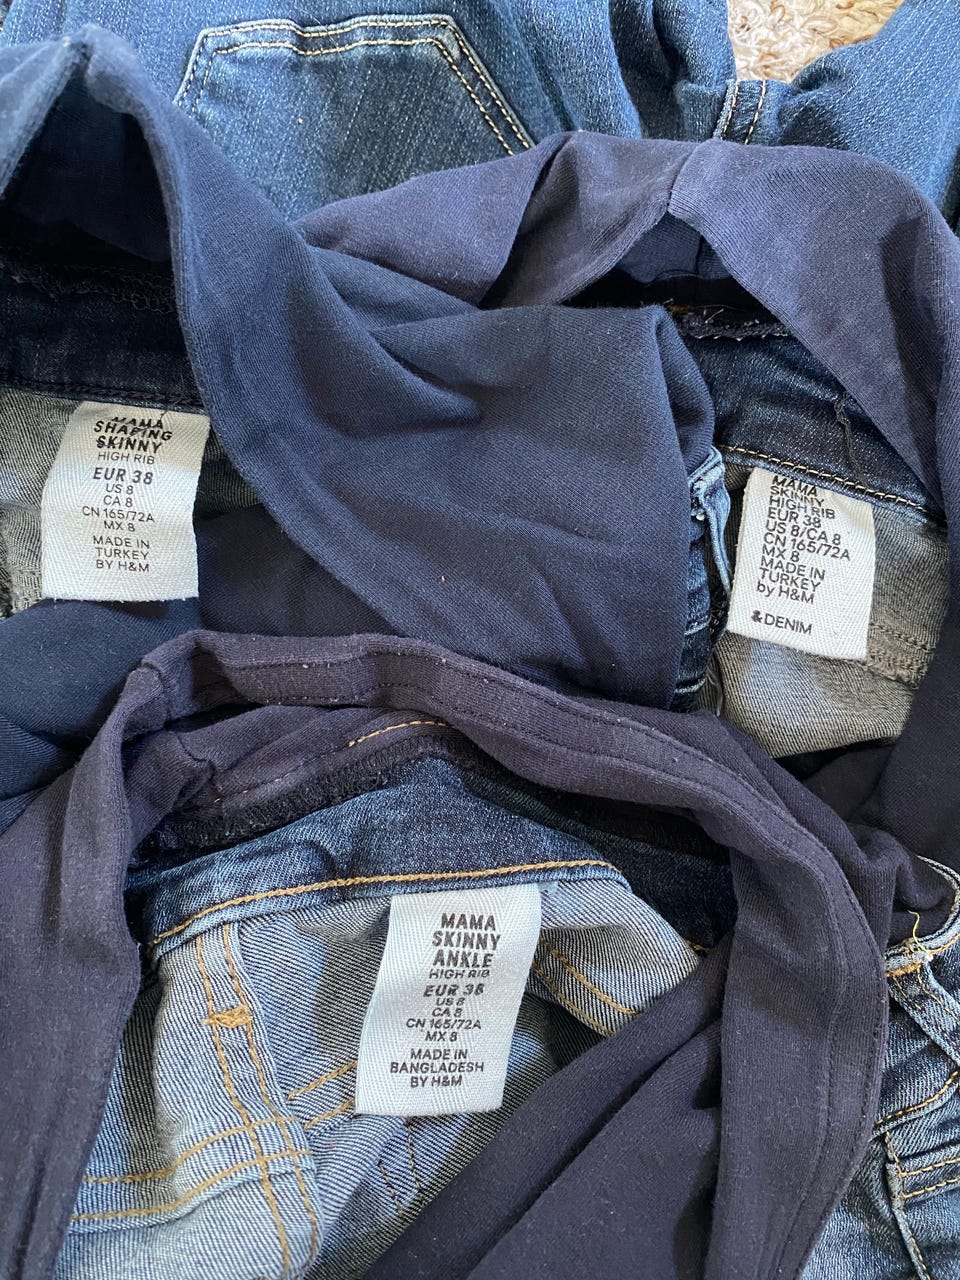 MAMA
SHAPING
SKINNY
HIGH RIB
EUR 38
US 8
CA 8
CN 165/72A
MX 8
MADE IN
TURKEY
BY H&M
MAMA
SKINNY
HIGH RIB
EUR 38
US 8/CA 8
CN 165/72A
MX 8
MADE IN
TURKEY
by H&M
&DENIM
MAMA
SKINNY
ANKLE
HIGH RIB
EUR 38
US 8
CA 8
CN 165/72A
MX 8
MADE IN
BANGLADESH
BY H&M